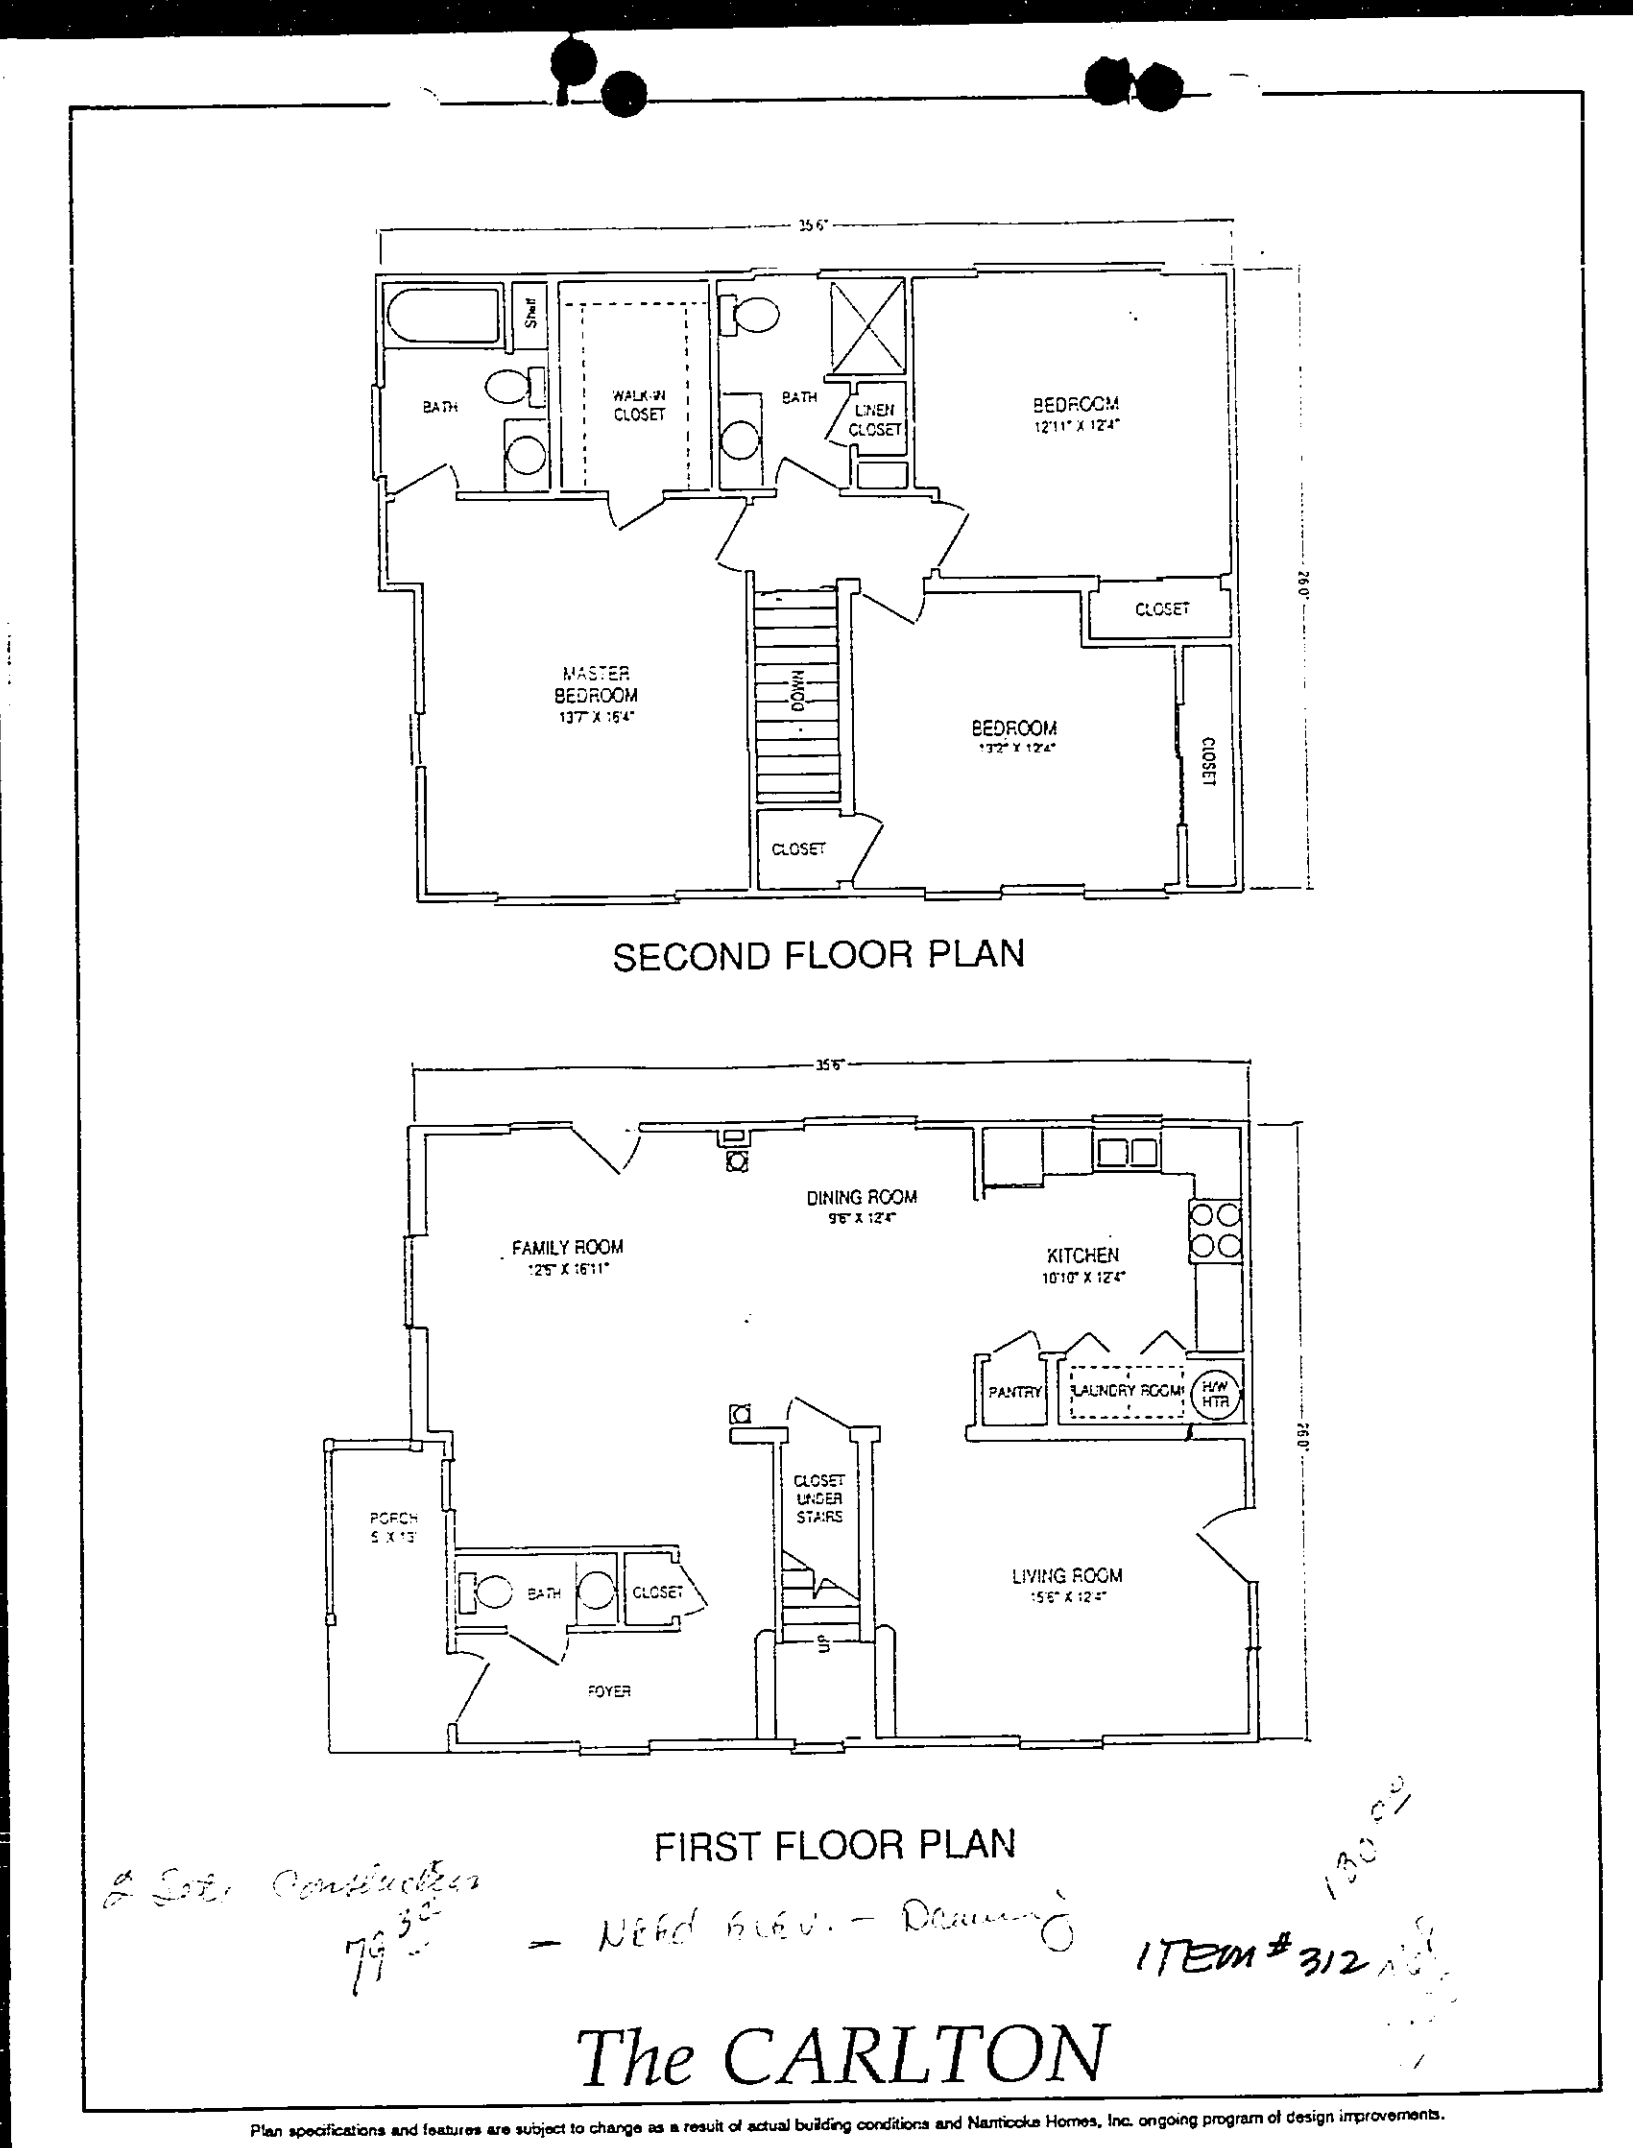 35'6"
Shelf
BATH
WALK-IN
CLOSET
BATH
LINEN
CLOSET
BEDROOM
12'11" X 12'4"
26'0"
CLOSET
MASTER
BEDROOM
13'7" X 16'4"
DOWN
BEDROOM
13'2" X 12'4"
CLOSET
CLOSET
SECOND FLOOR PLAN
35'6"
DINING ROOM
9'6" X 12'4"
FAMILY ROOM
12'5" X 16'11"
KITCHEN
10'10" X 12'4"
PANTRY
LAUNDRY ROOM
H/W
HTR
26'0"
CLOSET
UNDER
STAIRS
PORCH
5' X 13'
BATH
CLOSET
LIVING ROOM
15'6" X 12'4"
UP
FOYER
FIRST FLOOR PLAN
130 00
2 Construction
79
- NEED ELEV. - Drawing
ITEM # 312
The CARLTON
Plan specifications and features are subject to change as a result of actual building conditions and Nanticoke Homes, Inc. ongoing program of design improvements.